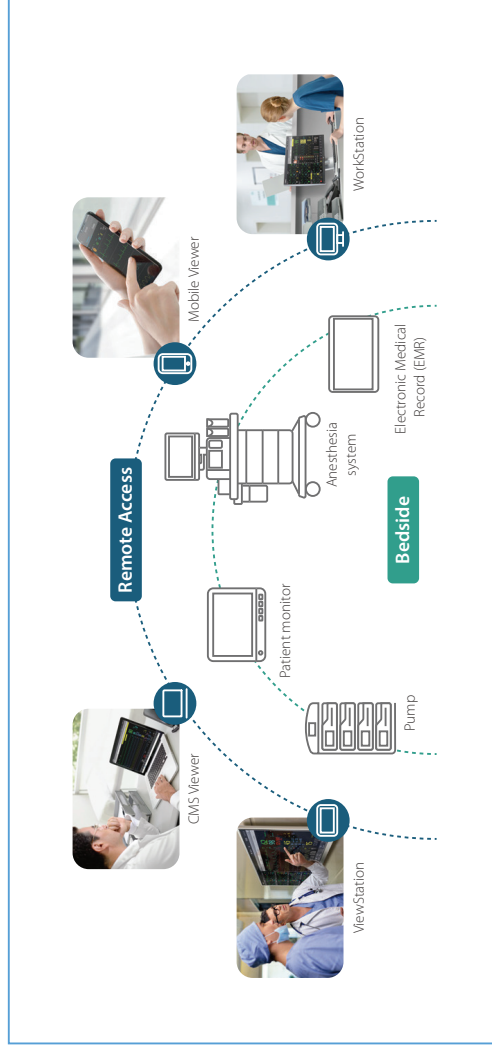 Remote Access
CMS Viewer
Mobile Viewer
ViewStation
WorkStation
Patient monitor
Anesthesia
system
Pump
Electronic Medical
Record (EMR)
Bedside